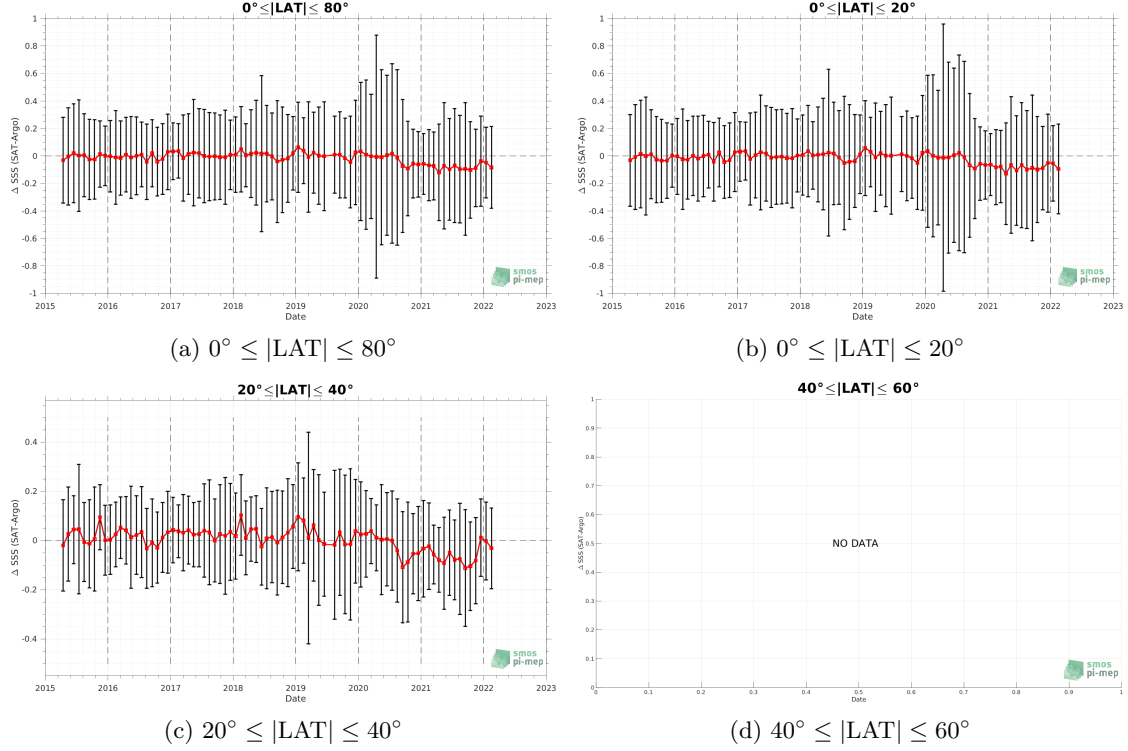 0°≤|LAT|≤ 80°
Δ SSS (SAT-Argo)
1
0.8
0.6
0.4
0.2
0
-0.2
-0.4
-0.6
-0.8
-1
2015 2016 2017 2018 2019 2020 2021 2022 2023
Date
smos
pi-mep
(a) 0° ≤ |LAT| ≤ 80°
0°≤|LAT|≤ 20°
Δ SSS (SAT-Argo)
1
0.8
0.6
0.4
0.2
0
-0.2
-0.4
-0.6
-0.8
-1
2015 2016 2017 2018 2019 2020 2021 2022 2023
Date
smos
pi-mep
(b) 0° ≤ |LAT| ≤ 20°
20°≤|LAT|≤ 40°
Δ SSS (SAT-Argo)
0.4
0.2
0
-0.2
-0.4
2015 2016 2017 2018 2019 2020 2021 2022 2023
Date
smos
pi-mep
(c) 20° ≤ |LAT| ≤ 40°
40°≤|LAT|≤ 60°
Δ SSS (SAT-Argo)
1
0.9
0.8
0.7
0.6
0.5
0.4
0.3
0.2
0.1
0
NO DATA
0 0.1 0.2 0.3 0.4 0.5 0.6 0.7 0.8 0.9 1
Date
smos
pi-mep
(d) 40° ≤ |LAT| ≤ 60°